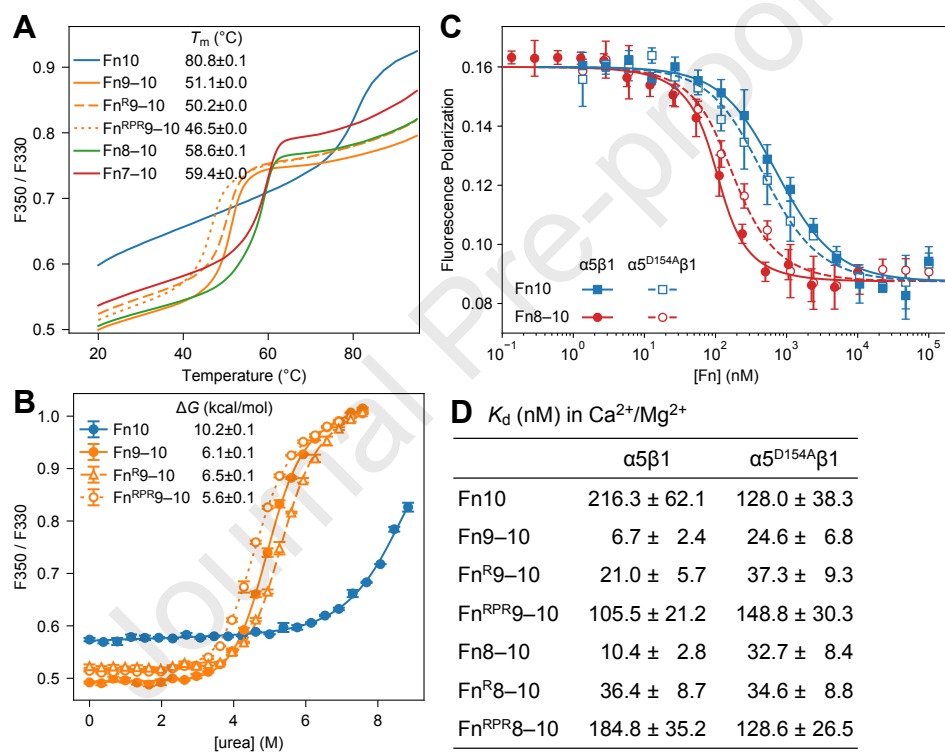 A
Tm (°C)
Fn10 80.8±0.1
Fn9–10 51.1±0.0
FnR9–10 50.2±0.0
FnRPR9–10 46.5±0.0
Fn8–10 58.6±0.1
Fn7–10 59.4±0.0
F350 / F330
0.9
0.8
0.7
0.6
0.5
20 40 60 80
Temperature (°C)
B
ΔG (kcal/mol)
Fn10 10.2±0.1
Fn9–10 6.1±0.1
FnR9–10 6.5±0.1
FnRPR9–10 5.6±0.1
F350 / F330
1.0
0.9
0.8
0.7
0.6
0.5
0 2 4 6 8
[urea] (M)
C
Fluorescence Polarization
0.16
0.14
0.12
0.10
0.08
α5β1 α5D154Aβ1
Fn10
Fn8–10
10−1 100 101 102 103 104 105
[Fn] (nM)
D Kd (nM) in Ca2+/Mg2+
α5β1 α5D154Aβ1
Fn10 216.3 ± 62.1 128.0 ± 38.3
Fn9–10 6.7 ± 2.4 24.6 ± 6.8
FnR9–10 21.0 ± 5.7 37.3 ± 9.3
FnRPR9–10 105.5 ± 21.2 148.8 ± 30.3
Fn8–10 10.4 ± 2.8 32.7 ± 8.4
FnR8–10 36.4 ± 8.7 34.6 ± 8.8
FnRPR8–10 184.8 ± 35.2 128.6 ± 26.5
Journal Pre-proof